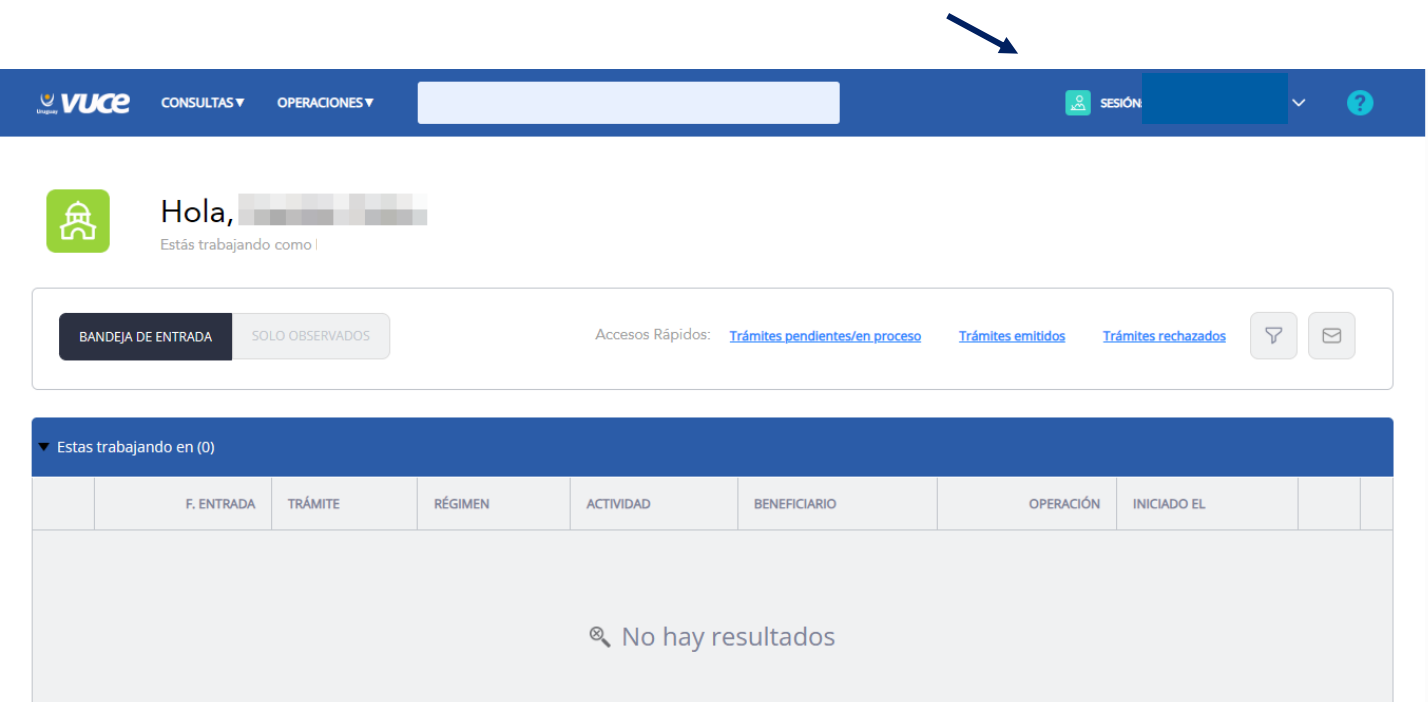 Uruguay vuce CONSULTAS▼ OPERACIONES▼ SESIÓN: ?
Hola,
Estás trabajando como
BANDEJA DE ENTRADA SOLO OBSERVADOS Accesos Rápidos: Trámites pendientes/en proceso Trámites emitidos Trámites rechazados
Estas trabajando en (0)
F. ENTRADA TRÁMITE RÉGIMEN ACTIVIDAD BENEFICIARIO OPERACIÓN INICIADO EL
No hay resultados